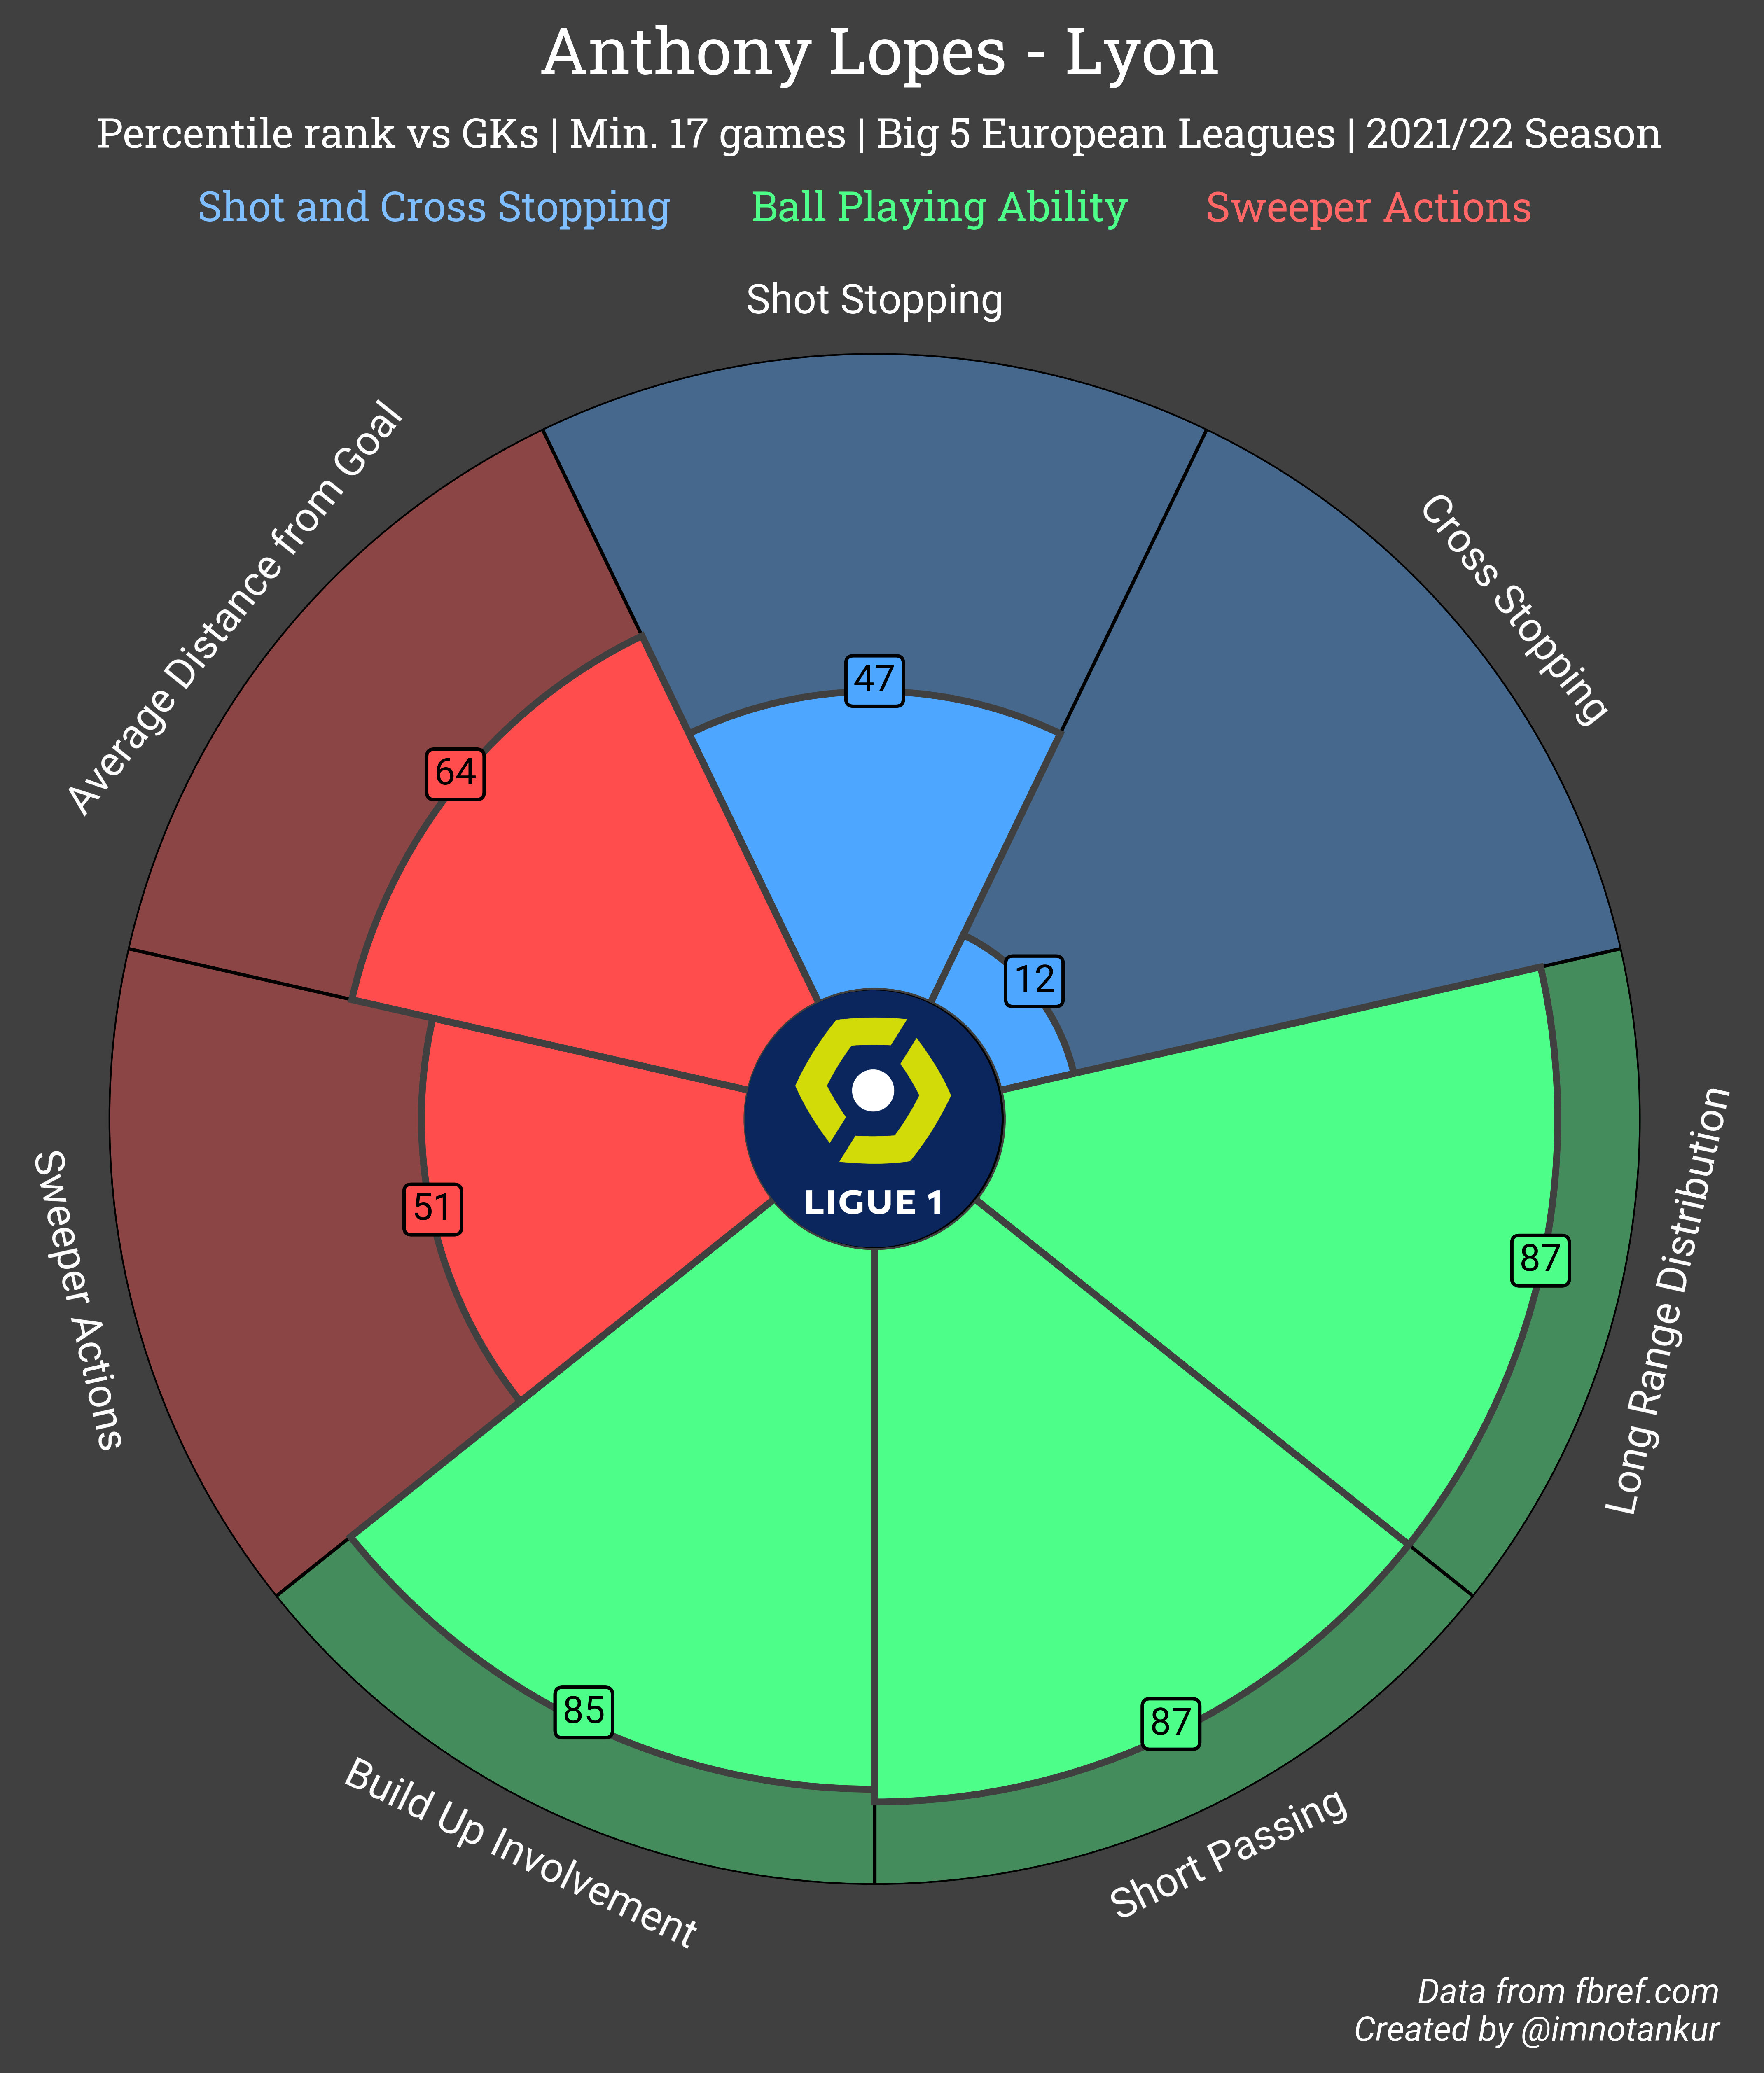 Anthony Lopes - Lyon
Percentile rank vs GKs | Min. 17 games | Big 5 European Leagues | 2021/22 Season
Shot and Cross Stopping Ball Playing Ability Sweeper Actions
Shot Stopping
Average Distance from Goal
Cross Stopping
47
64
12
LIGUE 1
Sweeper Actions
51
Long Range Distribution
87
85
87
Build Up Involvement
Short Passing
Data from fbref.com
Created by @imnotankur